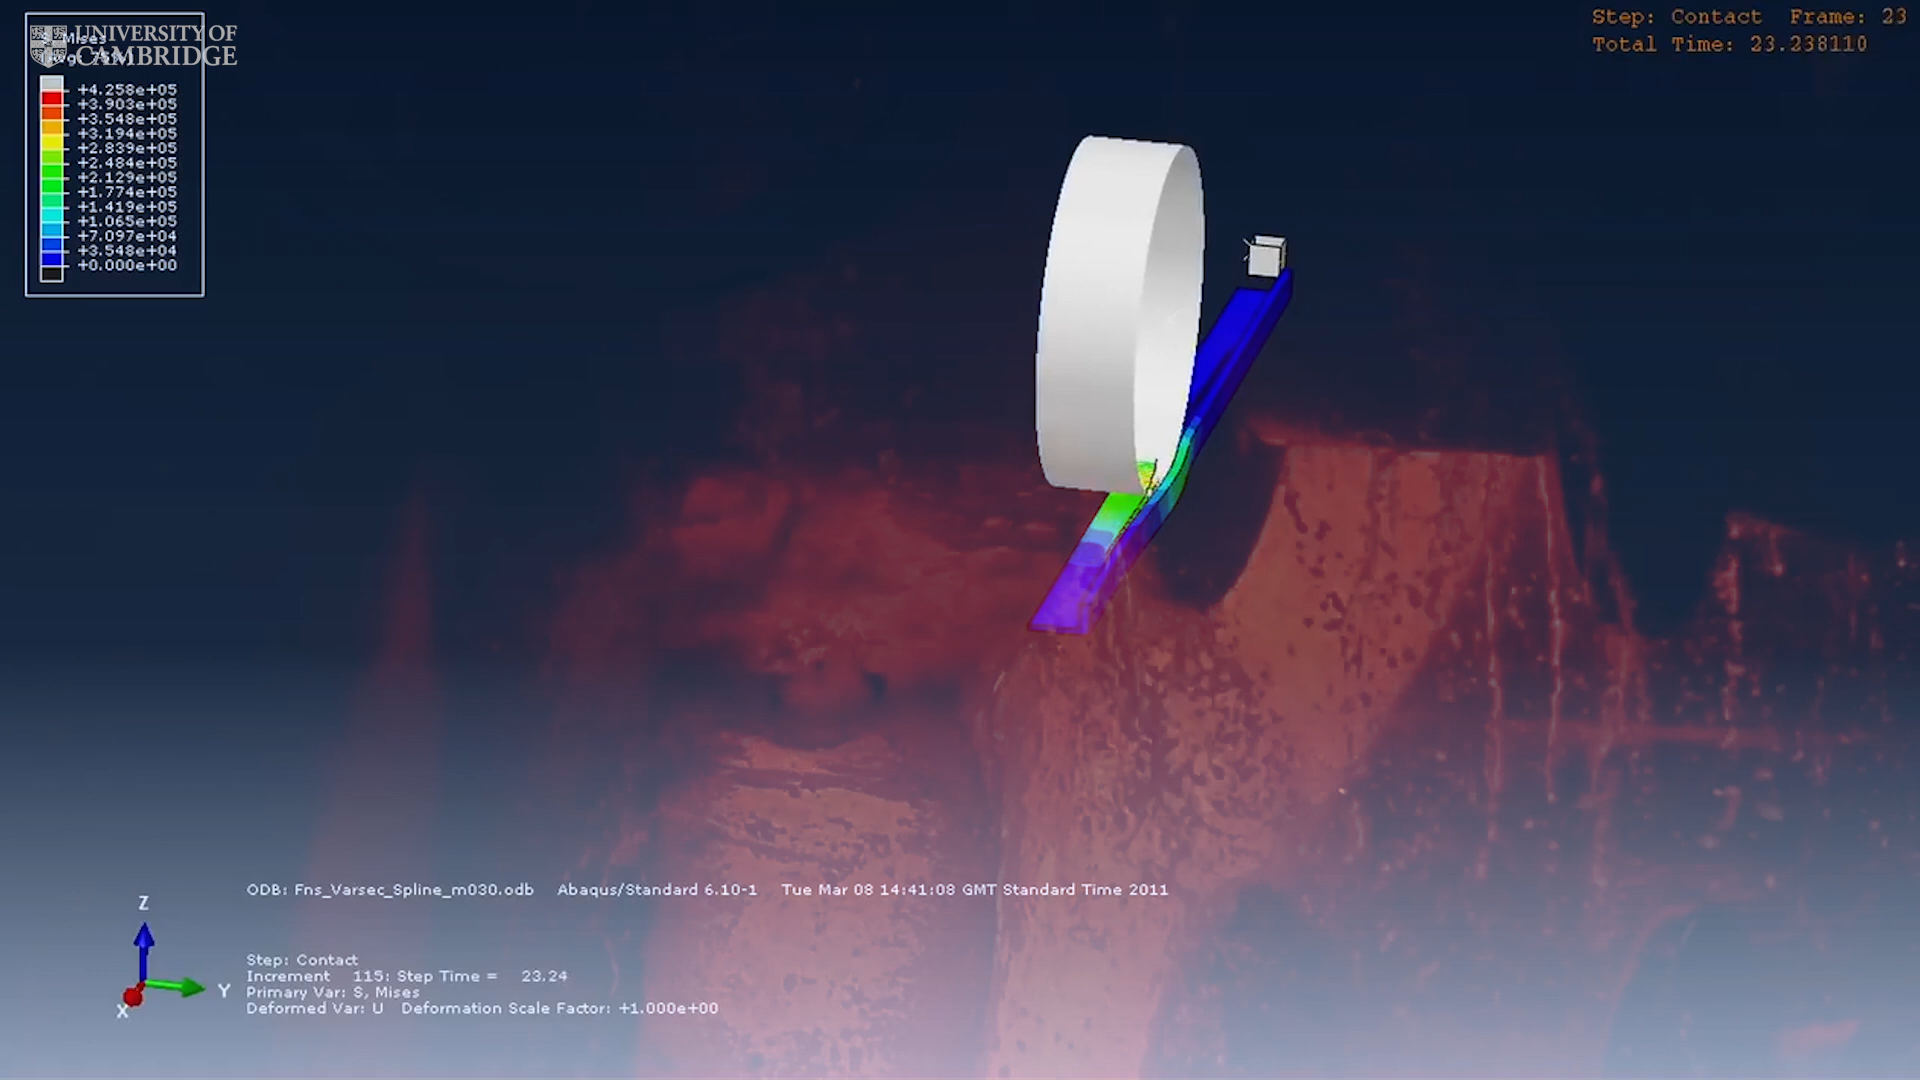 UNIVERSITY OF
CAMBRIDGE
S, Mises
+4.258e+05
+3.903e+05
+3.548e+05
+3.194e+05
+2.839e+05
+2.484e+05
+2.129e+05
+1.774e+05
+1.419e+05
+1.065e+05
+7.097e+04
+3.548e+04
+0.000e+00
Step: Contact Frame: 23
Total Time: 23.238110
ODB: Fns_Varsec_Spline_m030.odb Abaqus/Standard 6.10-1 Tue Mar 08 14:41:08 GMT Standard Time 2011
Z
Y
X
Step: Contact
Increment 115: Step Time = 23.24
Primary Var: S, Mises
Deformed Var: U Deformation Scale Factor: +1.000e+00